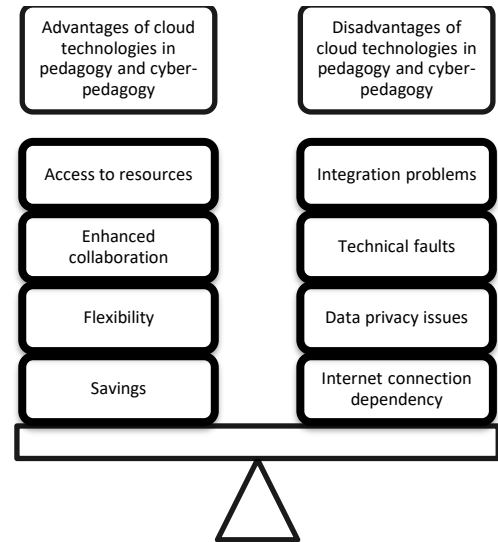 Advantages of cloud
technologies in
pedagogy and cyber-
pedagogy
Disadvantages of
cloud technologies in
pedagogy and cyber-
pedagogy
Access to resources
Integration problems
Enhanced
collaboration
Technical faults
Flexibility
Data privacy issues
Savings
Internet connection
dependency